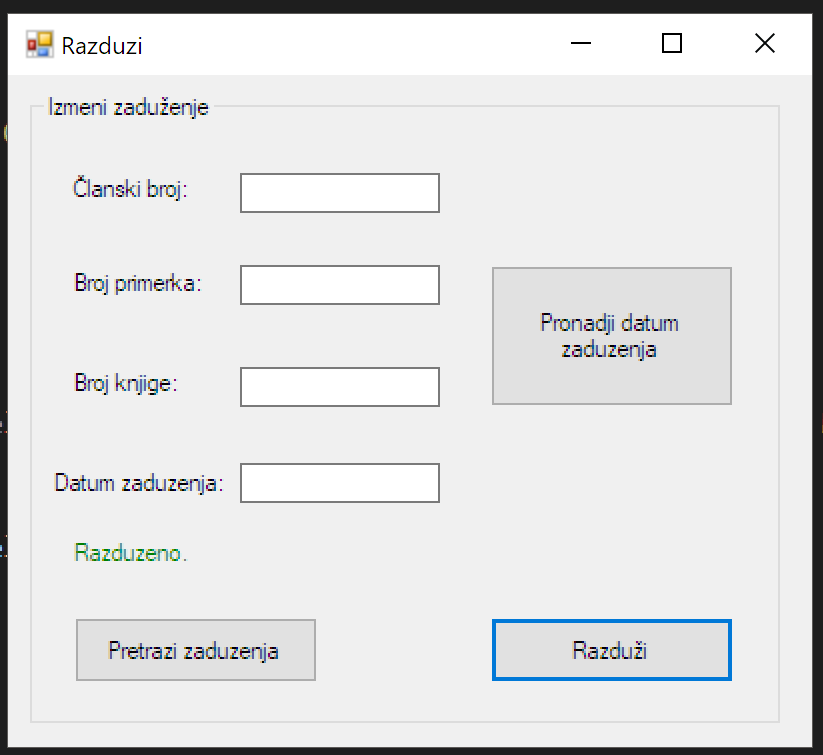 Razduzi
Izmeni zaduženje
Članski broj:
Broj primerka:
Pronadji datum
zaduzenja
Broj knjige:
Datum zaduzenja:
Razduzeno.
Pretrazi zaduzenja
Razduži